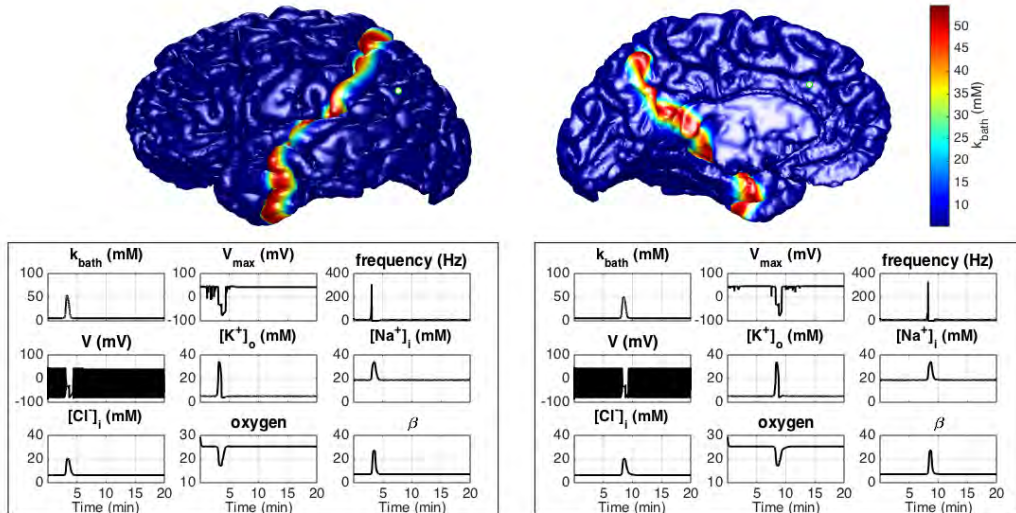 50
45
40
35
30
25
20
15
10
k_bath (mM)
k_bath (mM)
V_max (mV)
frequency (Hz)
100
50
0
100
0
-100
400
200
0
V (mV)
[K⁺]_o (mM)
[Na⁺]_i (mM)
100
0
-100
40
20
0
40
20
0
[Cl⁻]_i (mM)
oxygen
β
40
20
0
30
20
10
40
20
0
5 10 15 20
5 10 15 20
5 10 15 20
Time (min)
Time (min)
Time (min)
k_bath (mM)
V_max (mV)
frequency (Hz)
100
50
0
100
0
-100
400
200
0
V (mV)
[K⁺]_o (mM)
[Na⁺]_i (mM)
100
0
-100
40
20
0
40
20
0
[Cl⁻]_i (mM)
oxygen
β
40
20
0
30
20
10
40
20
0
5 10 15 20
5 10 15 20
5 10 15 20
Time (min)
Time (min)
Time (min)